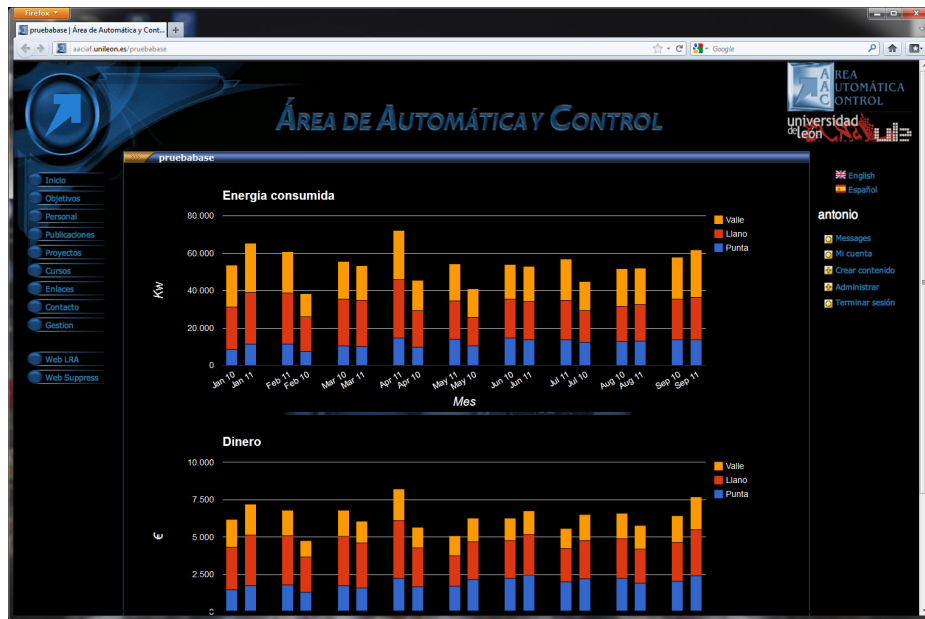 Firefox
pruebabase | Área de Automática y Cont...
aaciaf.unileon.es/pruebabase
Google
ÁREA DE AUTOMÁTICA Y CONTROL
AREA
AUTOMÁTICA
CONTROL
universidad
de león
pruebabase
Inicio
Objetivos
Personal
Publicaciones
Proyectos
Cursos
Enlaces
Contacto
Gestion
Web LRA
Web Suppress
English
Español
antonio
Messages
Mi cuenta
Crear contenido
Administrar
Terminar sesión
Energía consumida
80.000
60.000
40.000
20.000
0
Kw
Valle
Llano
Punta
Jan 10 Jan 11 Feb 11 Feb 10 Mar 10 Mar 11 Apr 11 Apr 10 May 11 May 10 Jun 10 Jun 11 Jul 11 Jul 10 Aug 10 Aug 11 Sep 10 Sep 11
Mes
Dinero
10.000
7.500
5.000
2.500
€
Valle
Llano
Punta